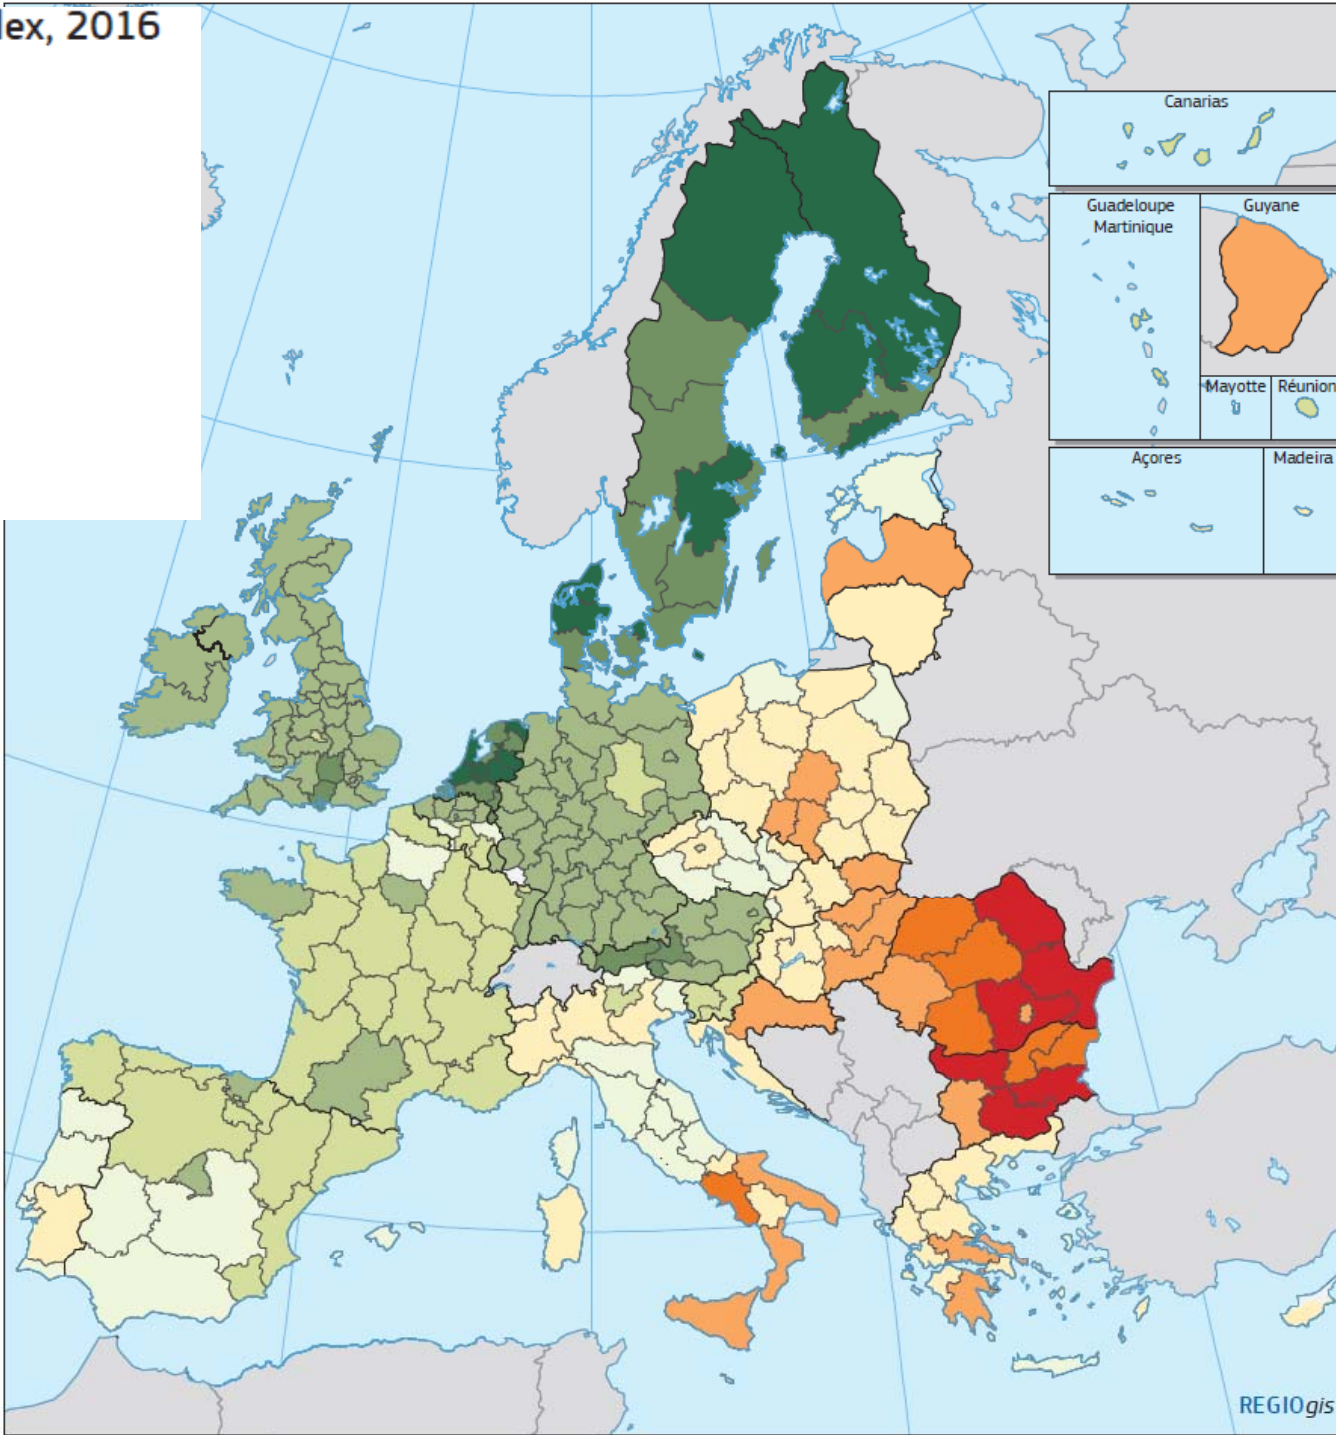 lex, 2016
Canarias
Guadeloupe
Martinique
Guyane
Mayotte
Réunion
Açores
Madeira
REGIOgis